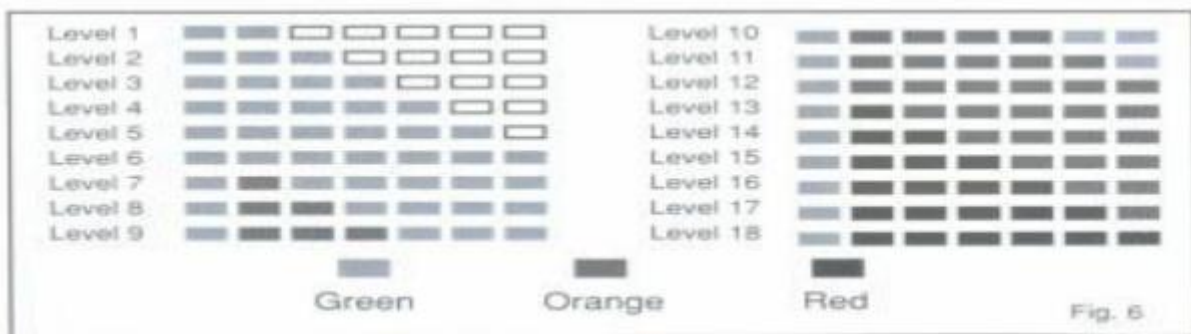 Level 1
Level 2
Level 3
Level 4
Level 5
Level 6
Level 7
Level 8
Level 9
Level 10
Level 11
Level 12
Level 13
Level 14
Level 15
Level 16
Level 17
Level 18
Green Orange Red
Fig. 6